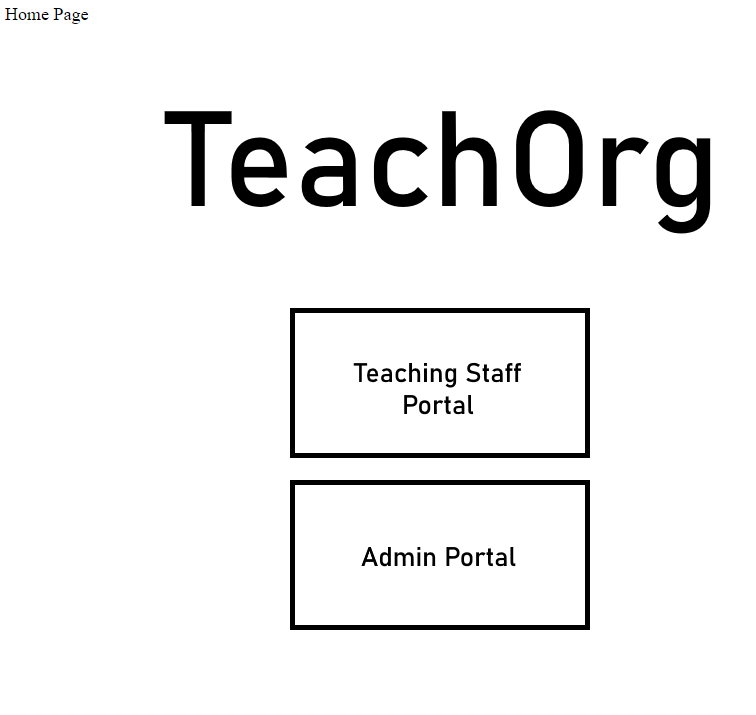 Home Page
TeachOrg
Teaching Staff
Portal
Admin Portal